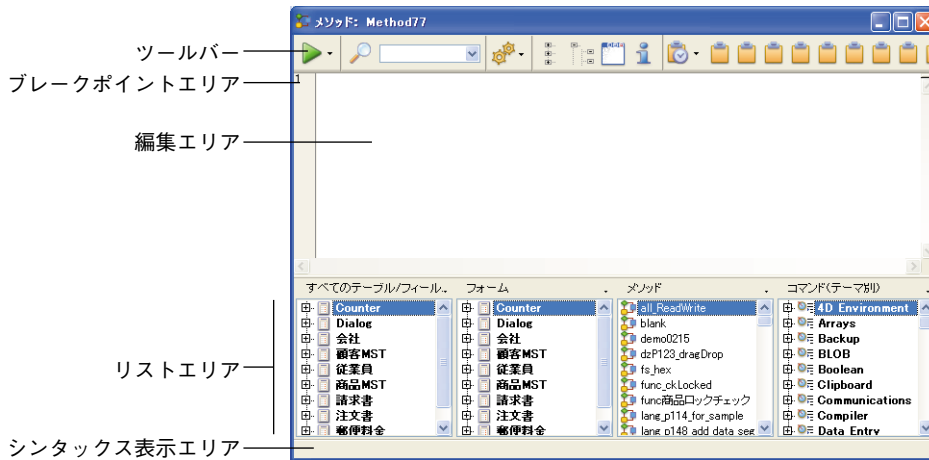 メソッド: Method77
ツールバー
ブレークポイントエリア
1
編集エリア
すべてのテーブル/フィール...
フォーム
メソッド
コマンド(テーマ別)
Counter
Dialog
会社
顧客MST
従業員
商品MST
請求書
注文書
郵便料金
Counter
Dialog
会社
顧客MST
従業員
商品MST
請求書
注文書
郵便料金
all_ReadWrite
blank
demo0215
dzP123_dragDrop
fs_hex
func_ckLocked
func商品ロックチェック
lang_p114_for_sample
lang_p148_add_data_seg
4D Environment
Arrays
Backup
BLOB
Boolean
Clipboard
Communications
Compiler
Data Entry
リストエリア
シンタックス表示エリア